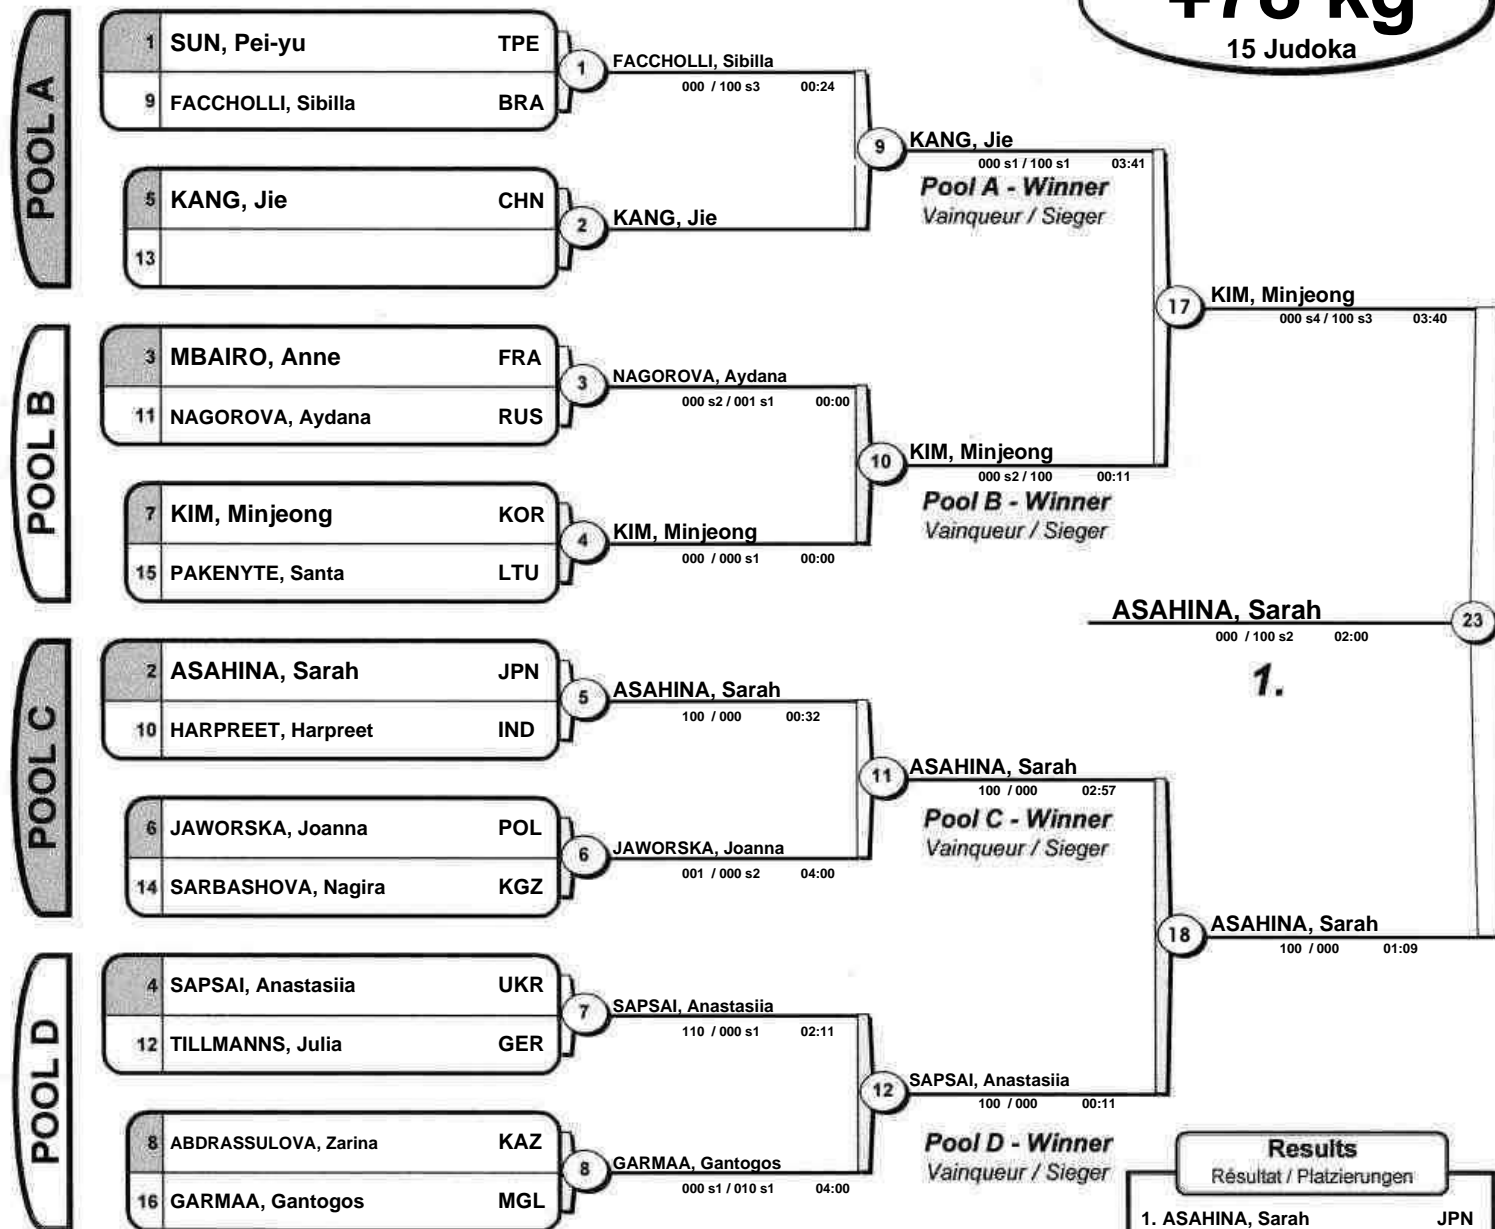 +78 kg
15 Judoka
POOL A
1 SUN, Pei-yu TPE
9 FACCHOLLI, Sibilla BRA
1 FACCHOLLI, Sibilla
000 / 100 s3 00:24
5 KANG, Jie CHN
13
2 KANG, Jie
9 KANG, Jie
000 s1 / 100 s1 03:41
Pool A - Winner
Vainqueur / Sieger
POOL B
3 MBAIRO, Anne FRA
11 NAGOROVA, Aydana RUS
3 NAGOROVA, Aydana
000 s2 / 001 s1 00:00
7 KIM, Minjeong KOR
15 PAKENYTE, Santa LTU
4 KIM, Minjeong
000 / 000 s1 00:00
10 KIM, Minjeong
000 s2 / 100 00:11
Pool B - Winner
Vainqueur / Sieger
17 KIM, Minjeong
000 s4 / 100 s3 03:40
ASAHINA, Sarah 23
000 / 100 s2 02:00
1.
POOL C
2 ASAHINA, Sarah JPN
10 HARPREET, Harpreet IND
5 ASAHINA, Sarah
100 / 000 00:32
6 JAWORSKA, Joanna POL
14 SARBASHOVA, Nagira KGZ
6 JAWORSKA, Joanna
001 / 000 s2 04:00
11 ASAHINA, Sarah
100 / 000 02:57
Pool C - Winner
Vainqueur / Sieger
18 ASAHINA, Sarah
100 / 000 01:09
POOL D
4 SAPSAI, Anastasiia UKR
12 TILLMANNS, Julia GER
7 SAPSAI, Anastasiia
110 / 000 s1 02:11
8 ABDRASSULOVA, Zarina KAZ
16 GARMAA, Gantogos MGL
8 GARMAA, Gantogos
000 s1 / 010 s1 04:00
12 SAPSAI, Anastasiia
100 / 000 00:11
Pool D - Winner
Vainqueur / Sieger
Results
Résultat / Platzierungen
1. ASAHINA, Sarah JPN